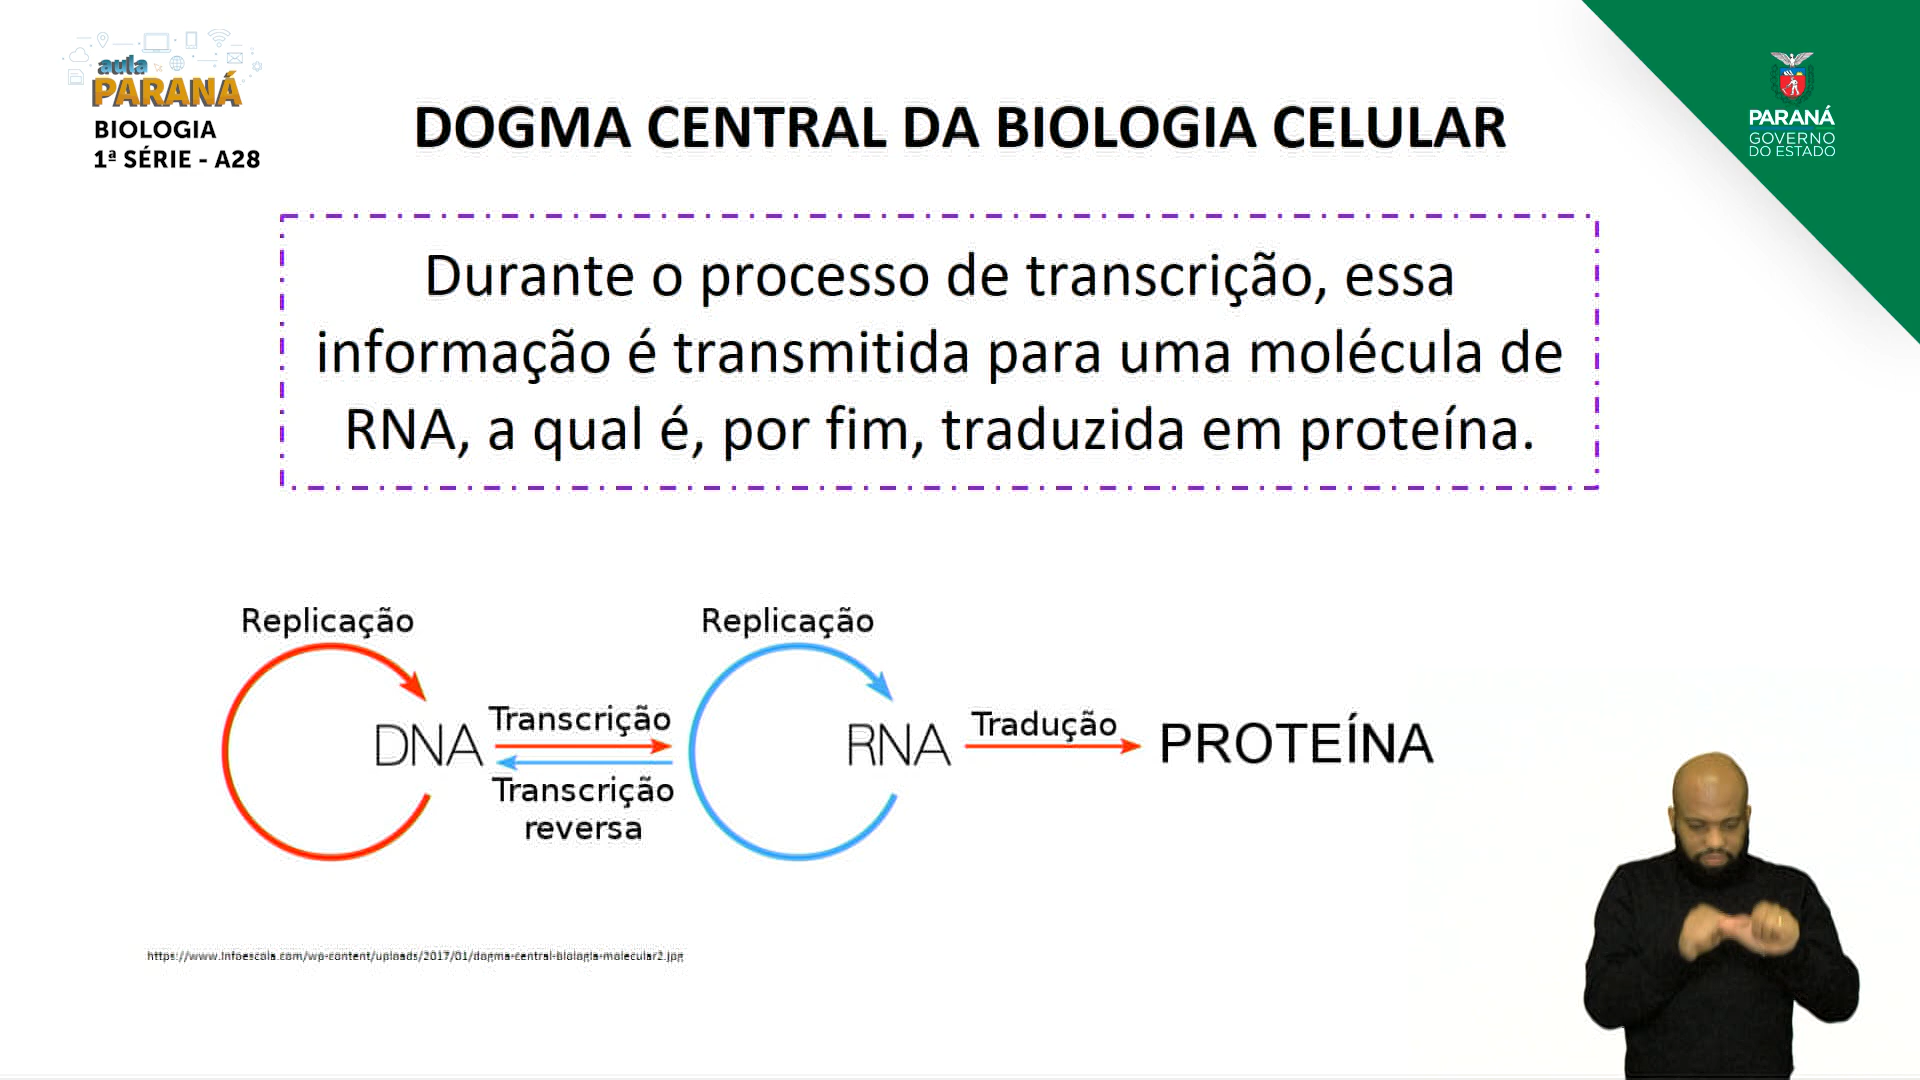 aula
PARANÁ
BIOLOGIA
1ª SÉRIE - A28
DOGMA CENTRAL DA BIOLOGIA CELULAR
PARANÁ
GOVERNO
DO ESTADO
Durante o processo de transcrição, essa
informação é transmitida para uma molécula de
RNA, a qual é, por fim, traduzida em proteína.
Replicação
Replicação
DNA
Transcrição
Transcrição
reversa
RNA
Tradução
PROTEÍNA
https://www.infoescola.com/wp-content/uploads/2017/01/dogma-central-biologia-molecular2.jpg